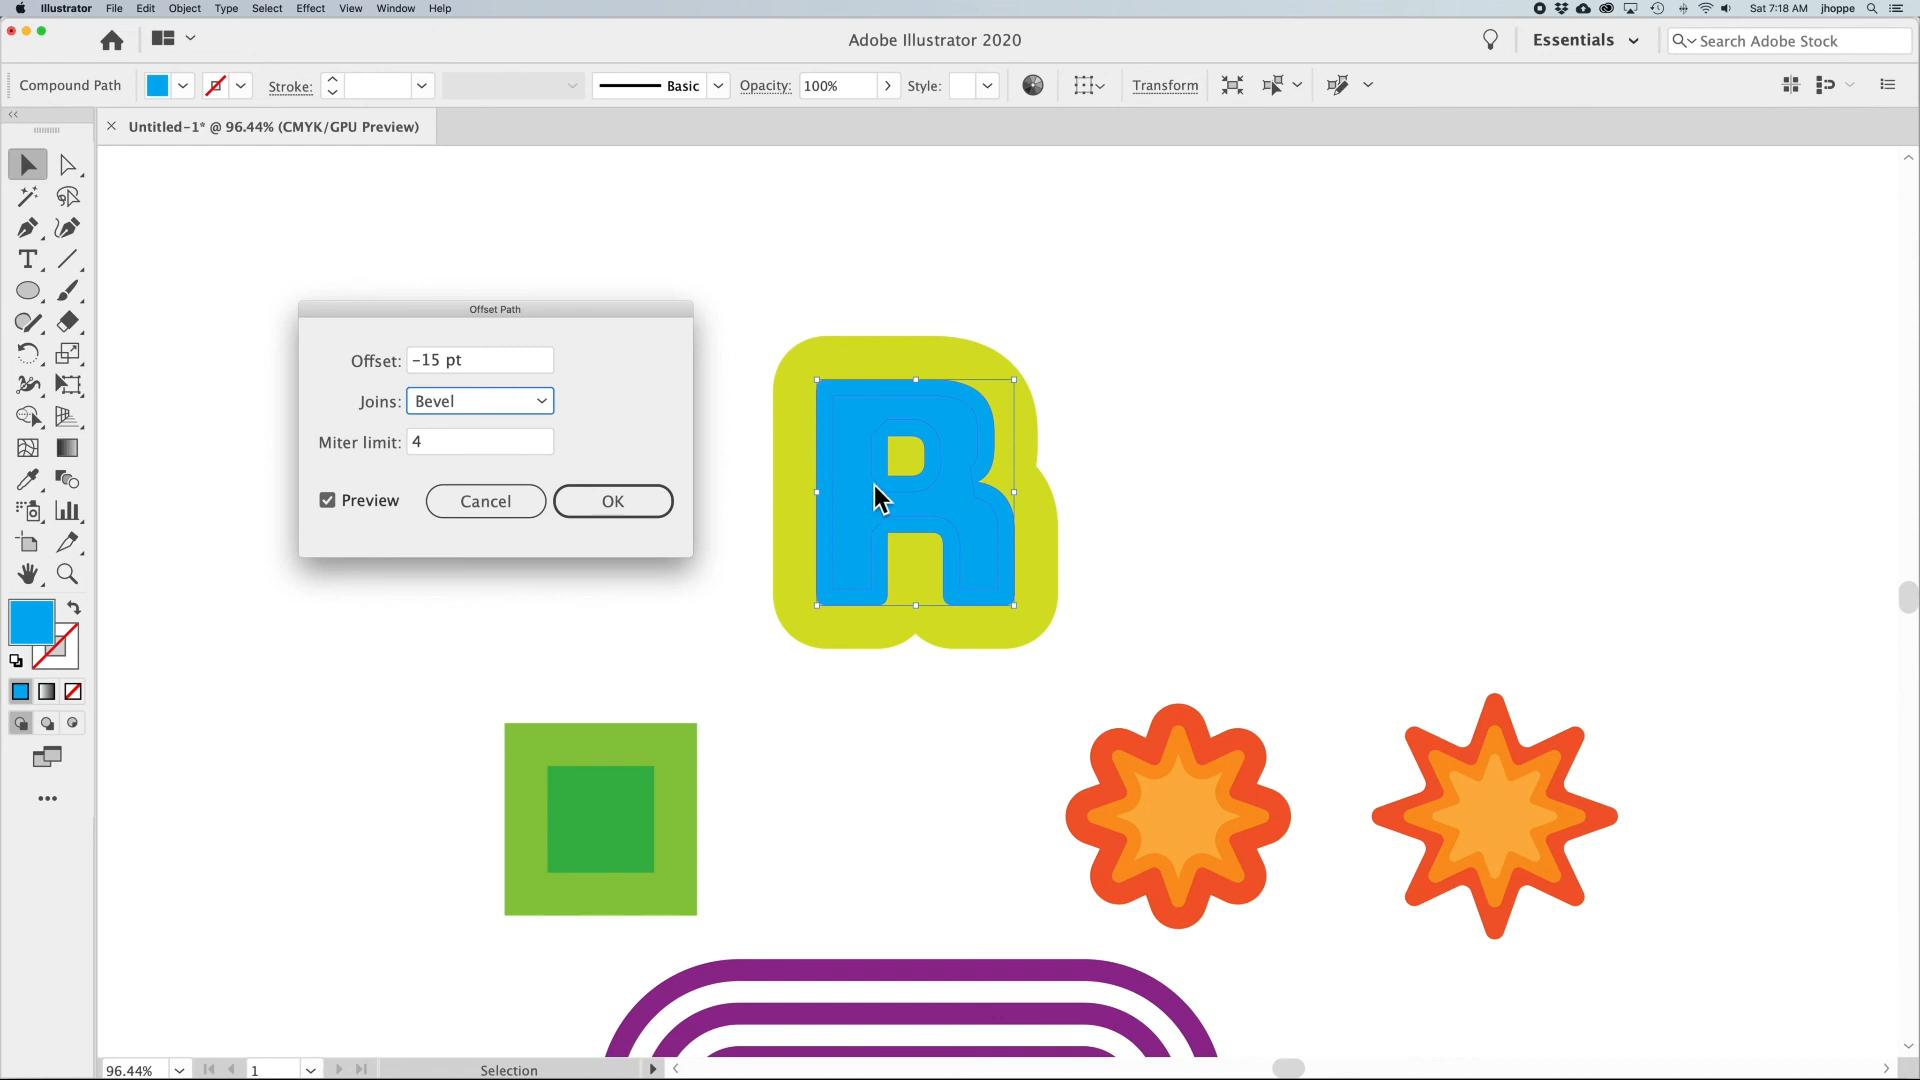 Illustrator File Edit Object Type Select Effect View Window Help Sat 7:18 AM jhoppe
Adobe Illustrator 2020 Essentials Search Adobe Stock
Compound Path Stroke: Basic Opacity: 100% Style: Transform
Untitled-1* @ 96.44% (CMYK/GPU Preview)
Offset Path
Offset: -15 pt
Joins: Bevel
Miter limit: 4
Preview Cancel OK
R
96.44% 1 Selection